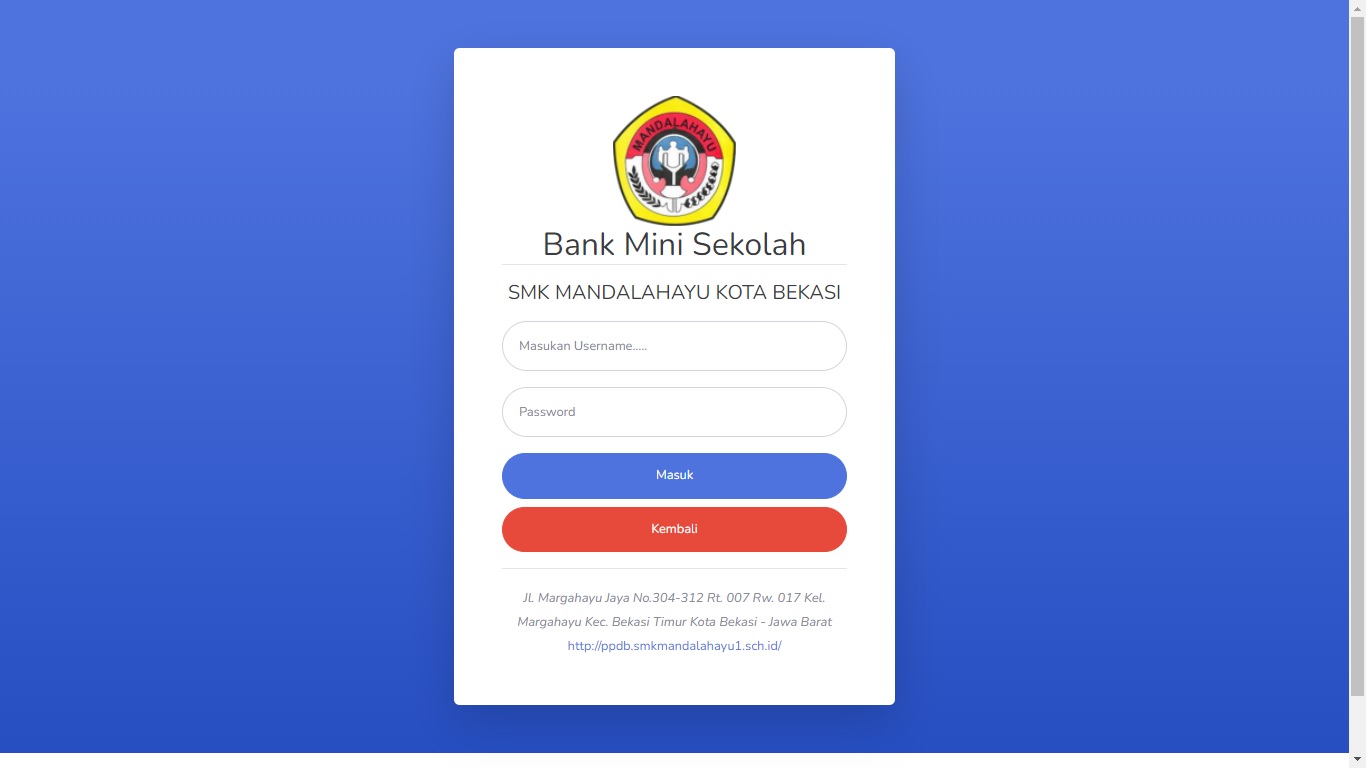 MANDALAHAYU
Bank Mini Sekolah
SMK MANDALAHAYU KOTA BEKASI
Masukan Username.....
Password
Masuk
Kembali
Jl. Margahayu Jaya No.304-312 Rt. 007 Rw. 017 Kel.
Margahayu Kec. Bekasi Timur Kota Bekasi - Jawa Barat
http://ppdb.smkmandalahayu1.sch.id/